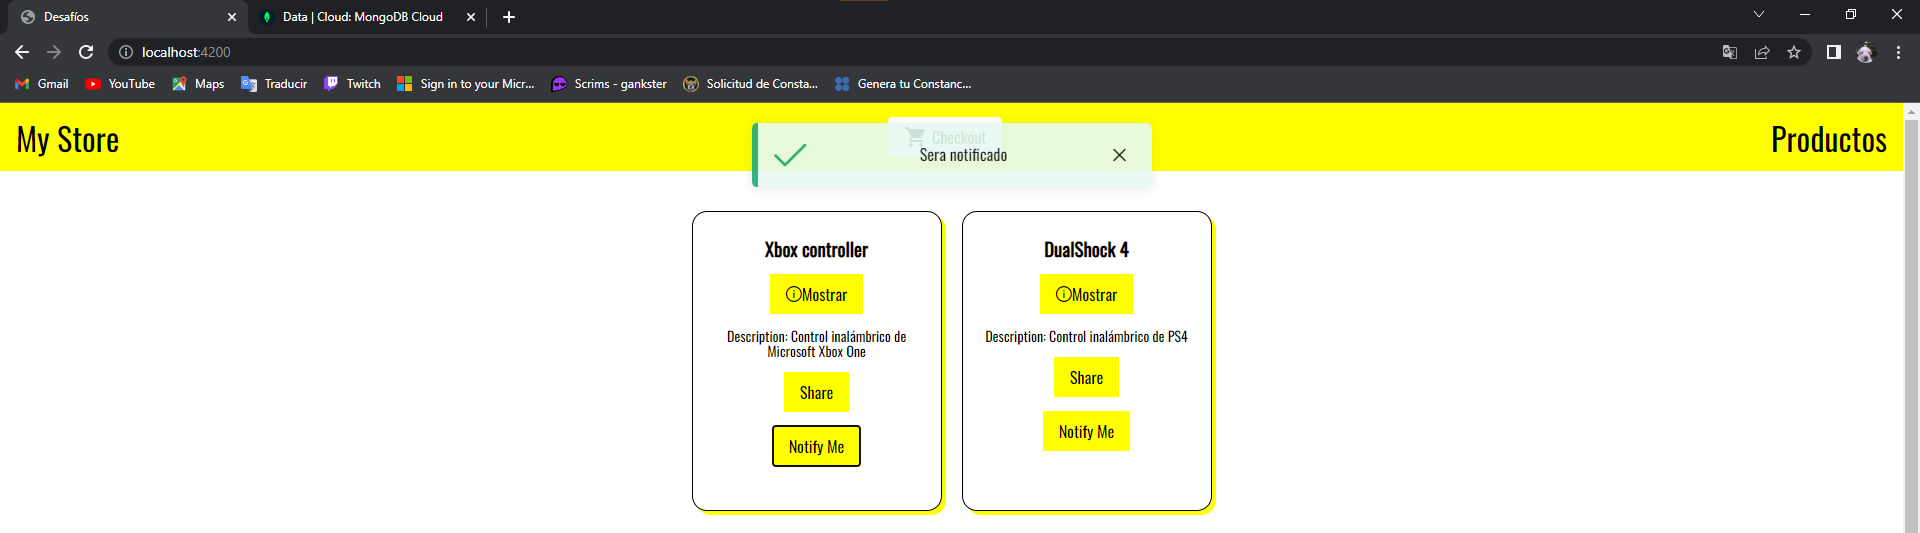 Desafíos
Data | Cloud: MongoDB Cloud
localhost:4200
Gmail
YouTube
Maps
Traducir
Twitch
Sign in to your Micr...
Scrims - gankster
Solicitud de Consta...
Genera tu Constanc...
My Store
Checkout
Productos
Sera notificado
Xbox controller
Mostrar
Description: Control inalámbrico de
Microsoft Xbox One
Share
Notify Me
DualShock 4
Mostrar
Description: Control inalámbrico de PS4
Share
Notify Me